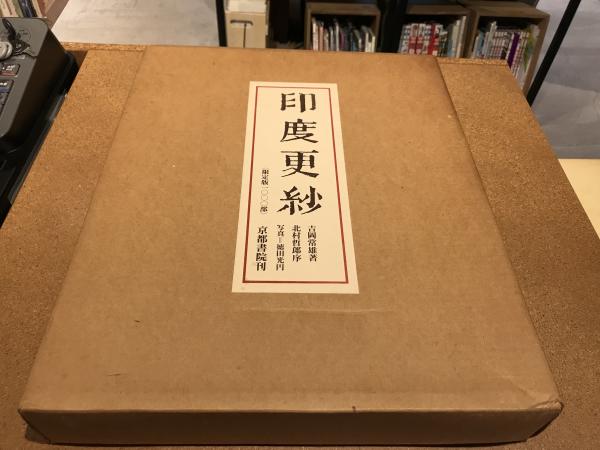 印度更紗
吉岡常雄著
北村哲郎序
写真=徳田光円
限定版一〇〇〇部
京都書院刊